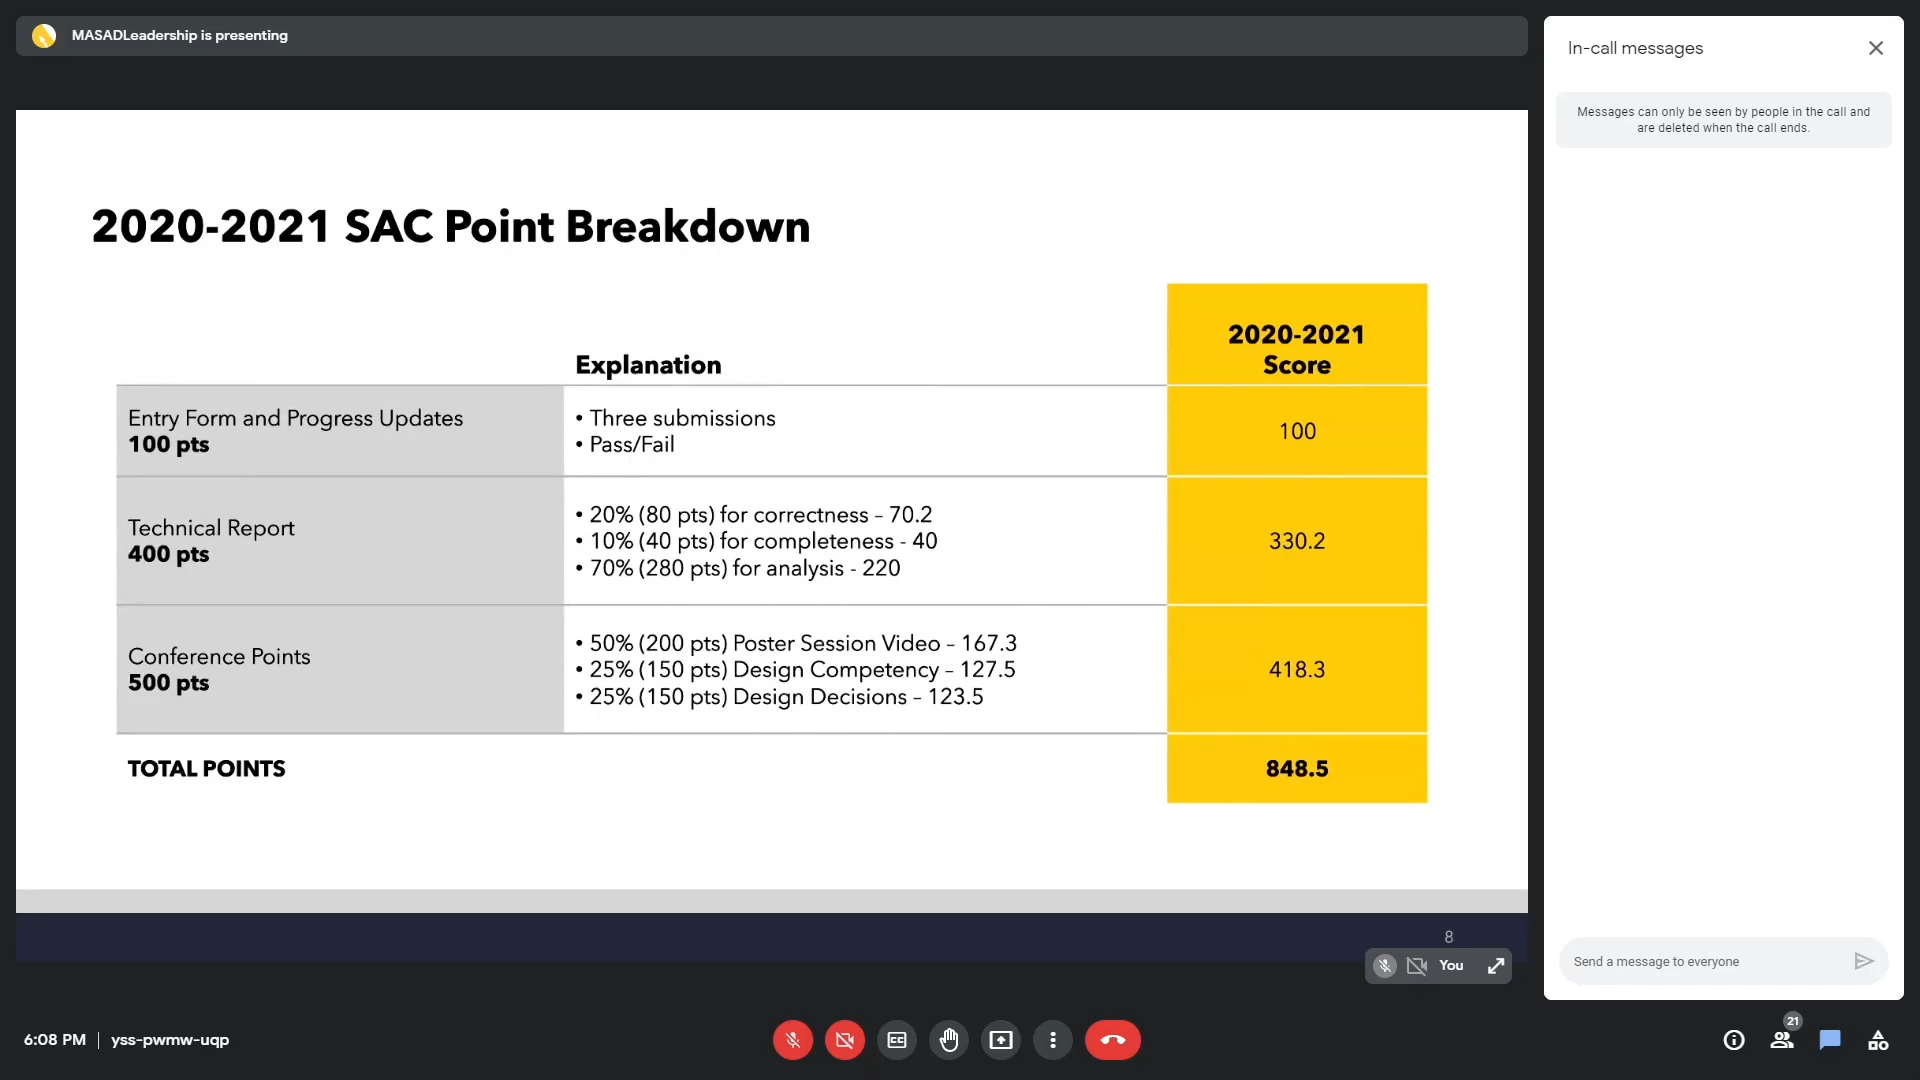 MASADLeadership is presenting
2020-2021 SAC Point Breakdown
Explanation
2020-2021
Score
Entry Form and Progress Updates
100 pts
• Three submissions
• Pass/Fail
100
Technical Report
400 pts
• 20% (80 pts) for correctness – 70.2
• 10% (40 pts) for completeness - 40
• 70% (280 pts) for analysis - 220
330.2
Conference Points
500 pts
• 50% (200 pts) Poster Session Video – 167.3
• 25% (150 pts) Design Competency – 127.5
• 25% (150 pts) Design Decisions – 123.5
418.3
TOTAL POINTS
848.5
8
You
6:08 PM | yss-pwmw-uqp
In-call messages
Messages can only be seen by people in the call and
are deleted when the call ends.
Send a message to everyone
21